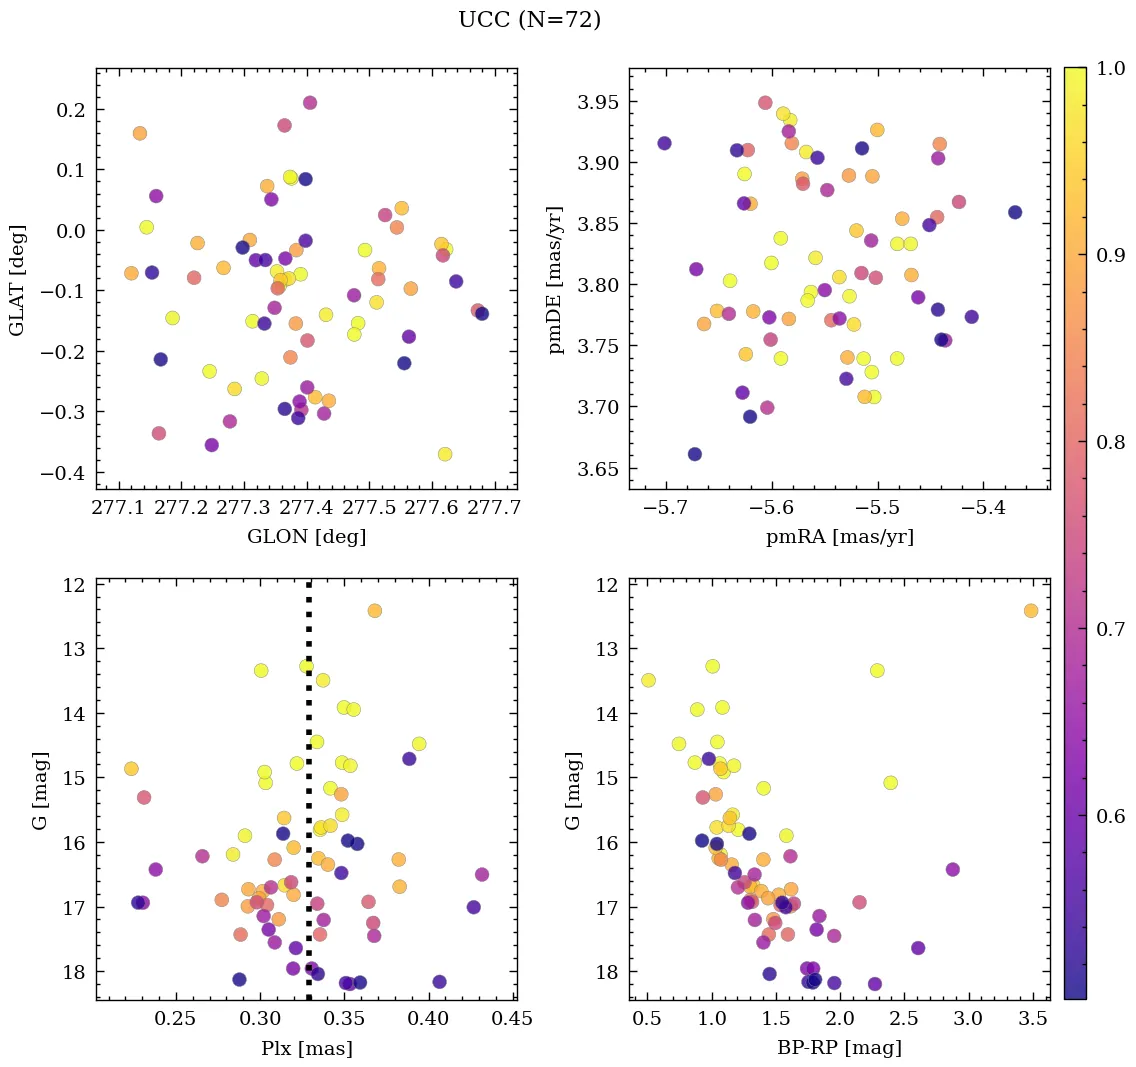 UCC (N=72)
0.2
0.1
0.0
−0.1
−0.2
−0.3
−0.4
GLAT [deg]
277.1 277.2 277.3 277.4 277.5 277.6 277.7
GLON [deg]
3.95
3.90
3.85
3.80
3.75
3.70
3.65
pmDE [mas/yr]
−5.7 −5.6 −5.5 −5.4
pmRA [mas/yr]
12
13
14
15
16
17
18
G [mag]
0.25 0.30 0.35 0.40 0.45
Plx [mas]
12
13
14
15
16
17
18
G [mag]
0.5 1.0 1.5 2.0 2.5 3.0 3.5
BP-RP [mag]
1.0
0.9
0.8
0.7
0.6